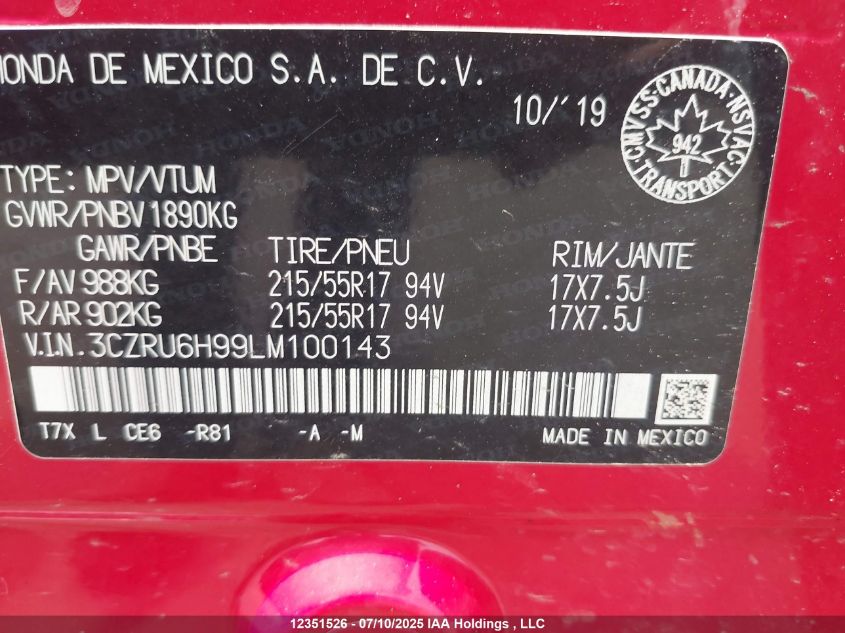 HONDA DE MEXICO S.A. DE C.V.
10/'19
CMVSS·CANADA·NSVAC
942
TRANSPORT
TYPE: MPV/VTUM
GVWR/PNBV 1890KG
GAWR/PNBE TIRE/PNEU RIM/JANTE
F/AV 988KG 215/55R17 94V 17X7.5J
R/AR 902KG 215/55R17 94V 17X7.5J
V.I.N. 3CZRU6H99LM100143
T7X L CE6 -R81 -A -M MADE IN MEXICO
12351526 - 07/10/2025 IAA Holdings , LLC